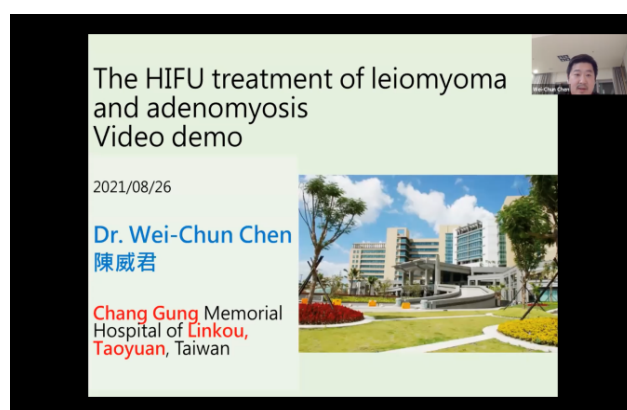 The HIFU treatment of leiomyoma
and adenomyosis
Video demo
Wei-Chun Chen
2021/08/26
Dr. Wei-Chun Chen
陳威君
Chang Gung Memorial
Hospital of Linkou,
Taoyuan, Taiwan